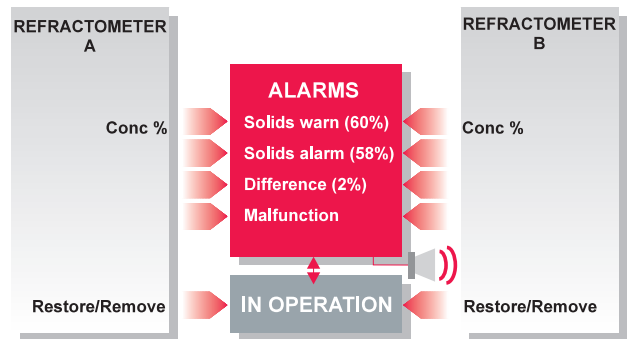 REFRACTOMETER
A
Conc %
Restore/Remove
ALARMS
Solids warn (60%)
Solids alarm (58%)
Difference (2%)
Malfunction
IN OPERATION
REFRACTOMETER
B
Conc %
Restore/Remove